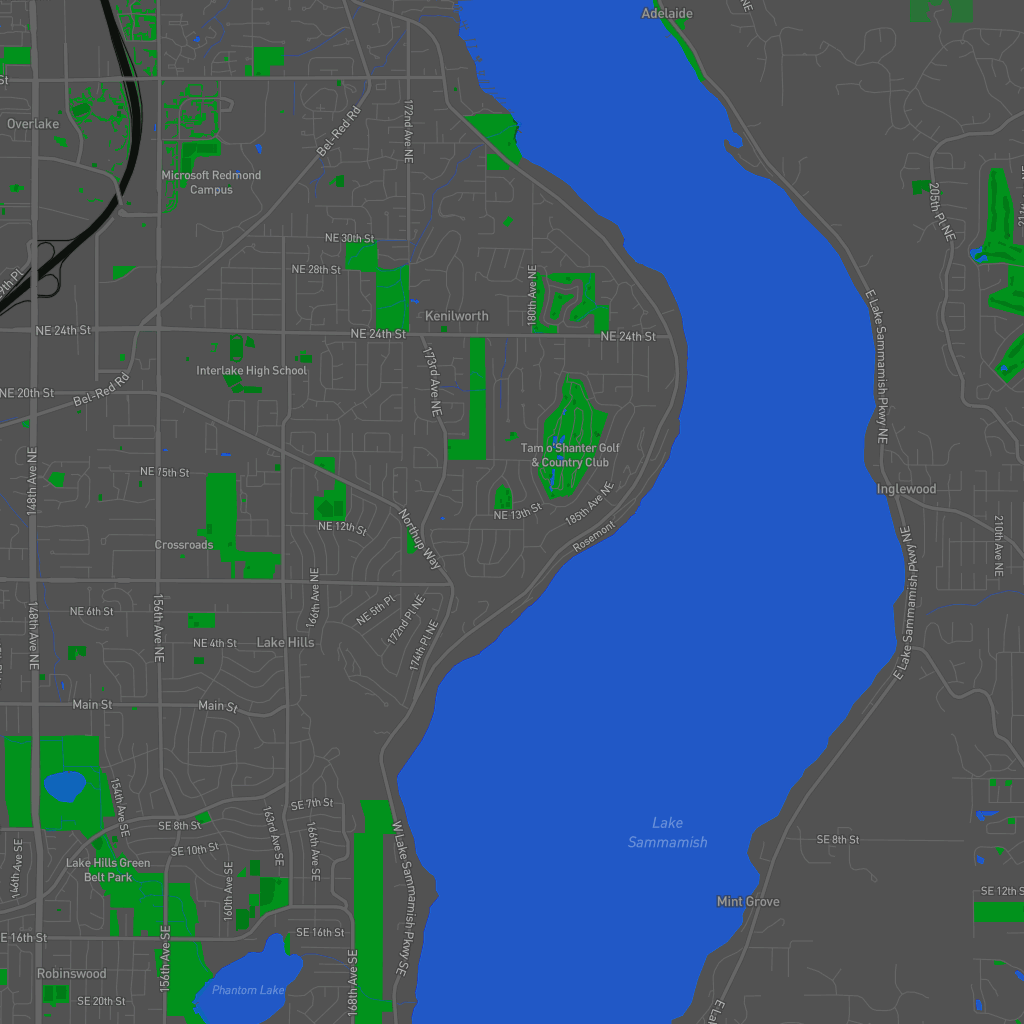 Adelaide
Overlake
Bel-Red Rd
172nd Ave NE
Microsoft Redmond
Campus
205th Pl NE
NE 30th St
NE 28th St
180th Ave NE
E Lake Sammamish Pkwy NE
Kenilworth
NE 24th St
NE 24th St
NE 24th St
Interlake High School
173rd Ave NE
NE 20th St
Bel-Red Rd
148th Ave NE
Tam o'Shanter Golf
& Country Club
NE 15th St
Inglewood
NE 13th St
185th Ave NE
NE 12th St
Northup Way
Rosemont
210th Ave NE
Crossroads
E Lake Sammamish Pkwy NE
166th Ave NE
148th Ave NE
156th Ave NE
NE 6th St
NE 5th Pl
172nd Pl NE
174th Pl NE
NE 4th St
Lake Hills
Main St
Main St
154th Ave SE
SE 7th St
SE 8th St
163rd Ave SE
166th Ave SE
W Lake Sammamish Pkwy SE
Lake
Sammamish
SE 8th St
SE 10th St
Lake Hills Green
Belt Park
146th Ave SE
160th Ave SE
Mint Grove
SE 12th St
SE 16th St
156th Ave SE
168th Ave SE
Robinswood
Phantom Lake
SE 20th St